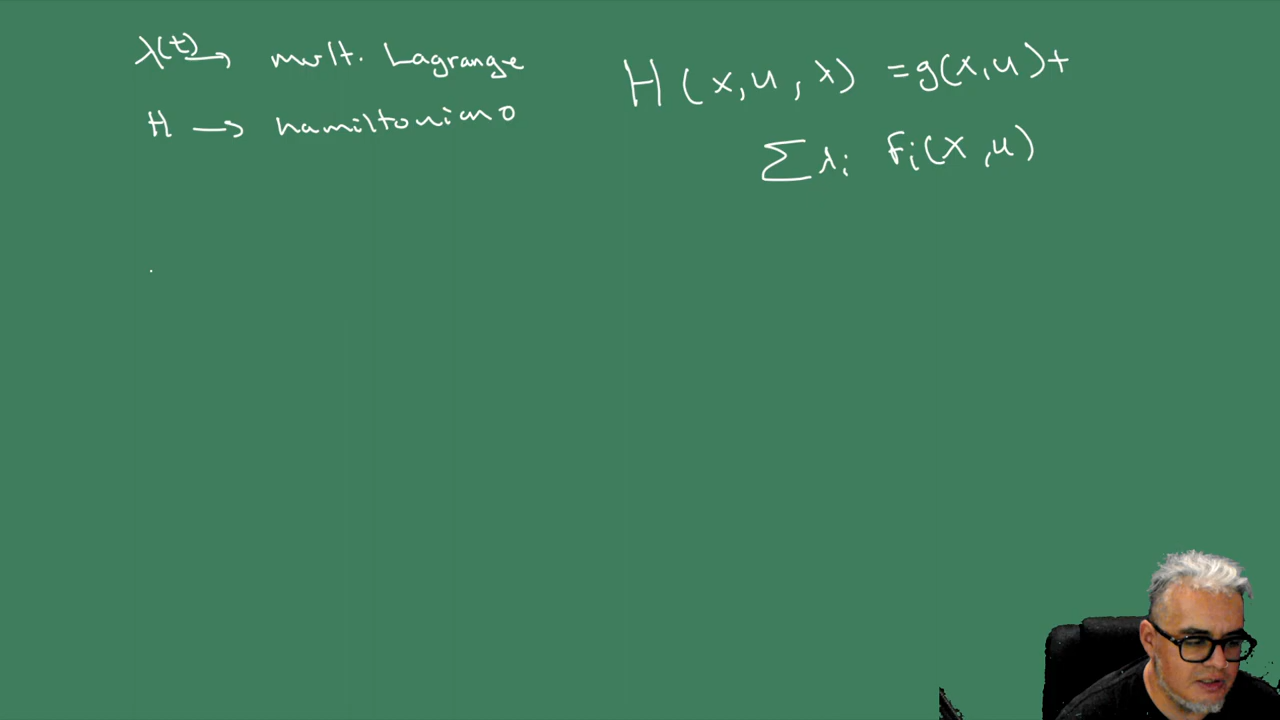 λ(t) → mult. Lagrange
H → hamiltoniano
H(x,u,λ) = g(x,u)+
∑λi Fi(x,u)